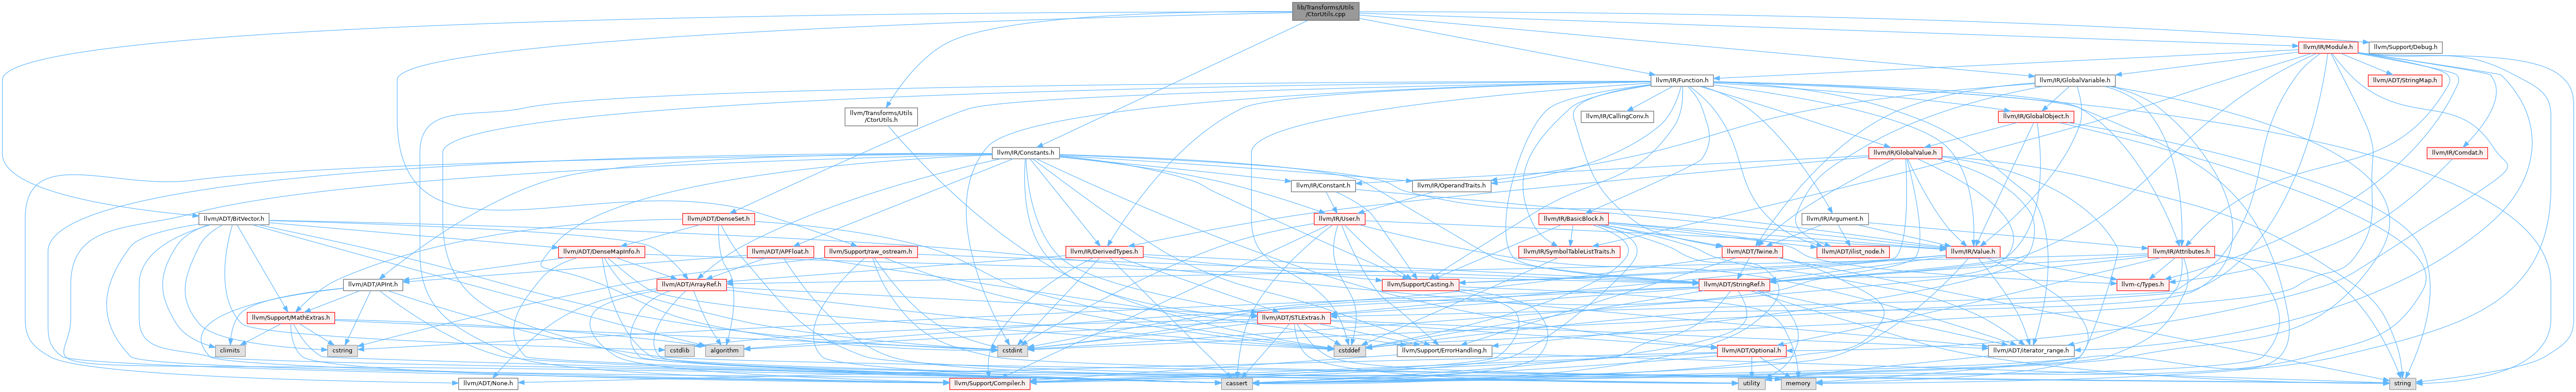 lib/Transforms/Utils
/CtorUtils.cpp
llvm/IR/Module.h
llvm/Support/Debug.h
llvm/IR/Function.h
llvm/IR/GlobalVariable.h
llvm/ADT/StringMap.h
llvm/Transforms/Utils
/CtorUtils.h
llvm/IR/CallingConv.h
llvm/IR/GlobalObject.h
llvm/IR/Constants.h
llvm/IR/GlobalValue.h
llvm/IR/Comdat.h
llvm/IR/Constant.h
llvm/IR/OperandTraits.h
llvm/ADT/BitVector.h
llvm/ADT/DenseSet.h
llvm/IR/User.h
llvm/IR/BasicBlock.h
llvm/IR/Argument.h
llvm/ADT/DenseMapInfo.h
llvm/ADT/APFloat.h
llvm/Support/raw_ostream.h
llvm/IR/DerivedTypes.h
llvm/IR/SymbolTableListTraits.h
llvm/ADT/Twine.h
llvm/ADT/ilist_node.h
llvm/IR/Value.h
llvm/IR/Attributes.h
llvm/ADT/APInt.h
llvm/ADT/ArrayRef.h
llvm/Support/Casting.h
llvm/ADT/StringRef.h
llvm-c/Types.h
llvm/Support/MathExtras.h
llvm/ADT/STLExtras.h
climits
cstring
cstdlib
algorithm
cstdint
cstddef
llvm/Support/ErrorHandling.h
llvm/ADT/Optional.h
llvm/ADT/iterator_range.h
llvm/ADT/None.h
llvm/Support/Compiler.h
cassert
utility
memory
string